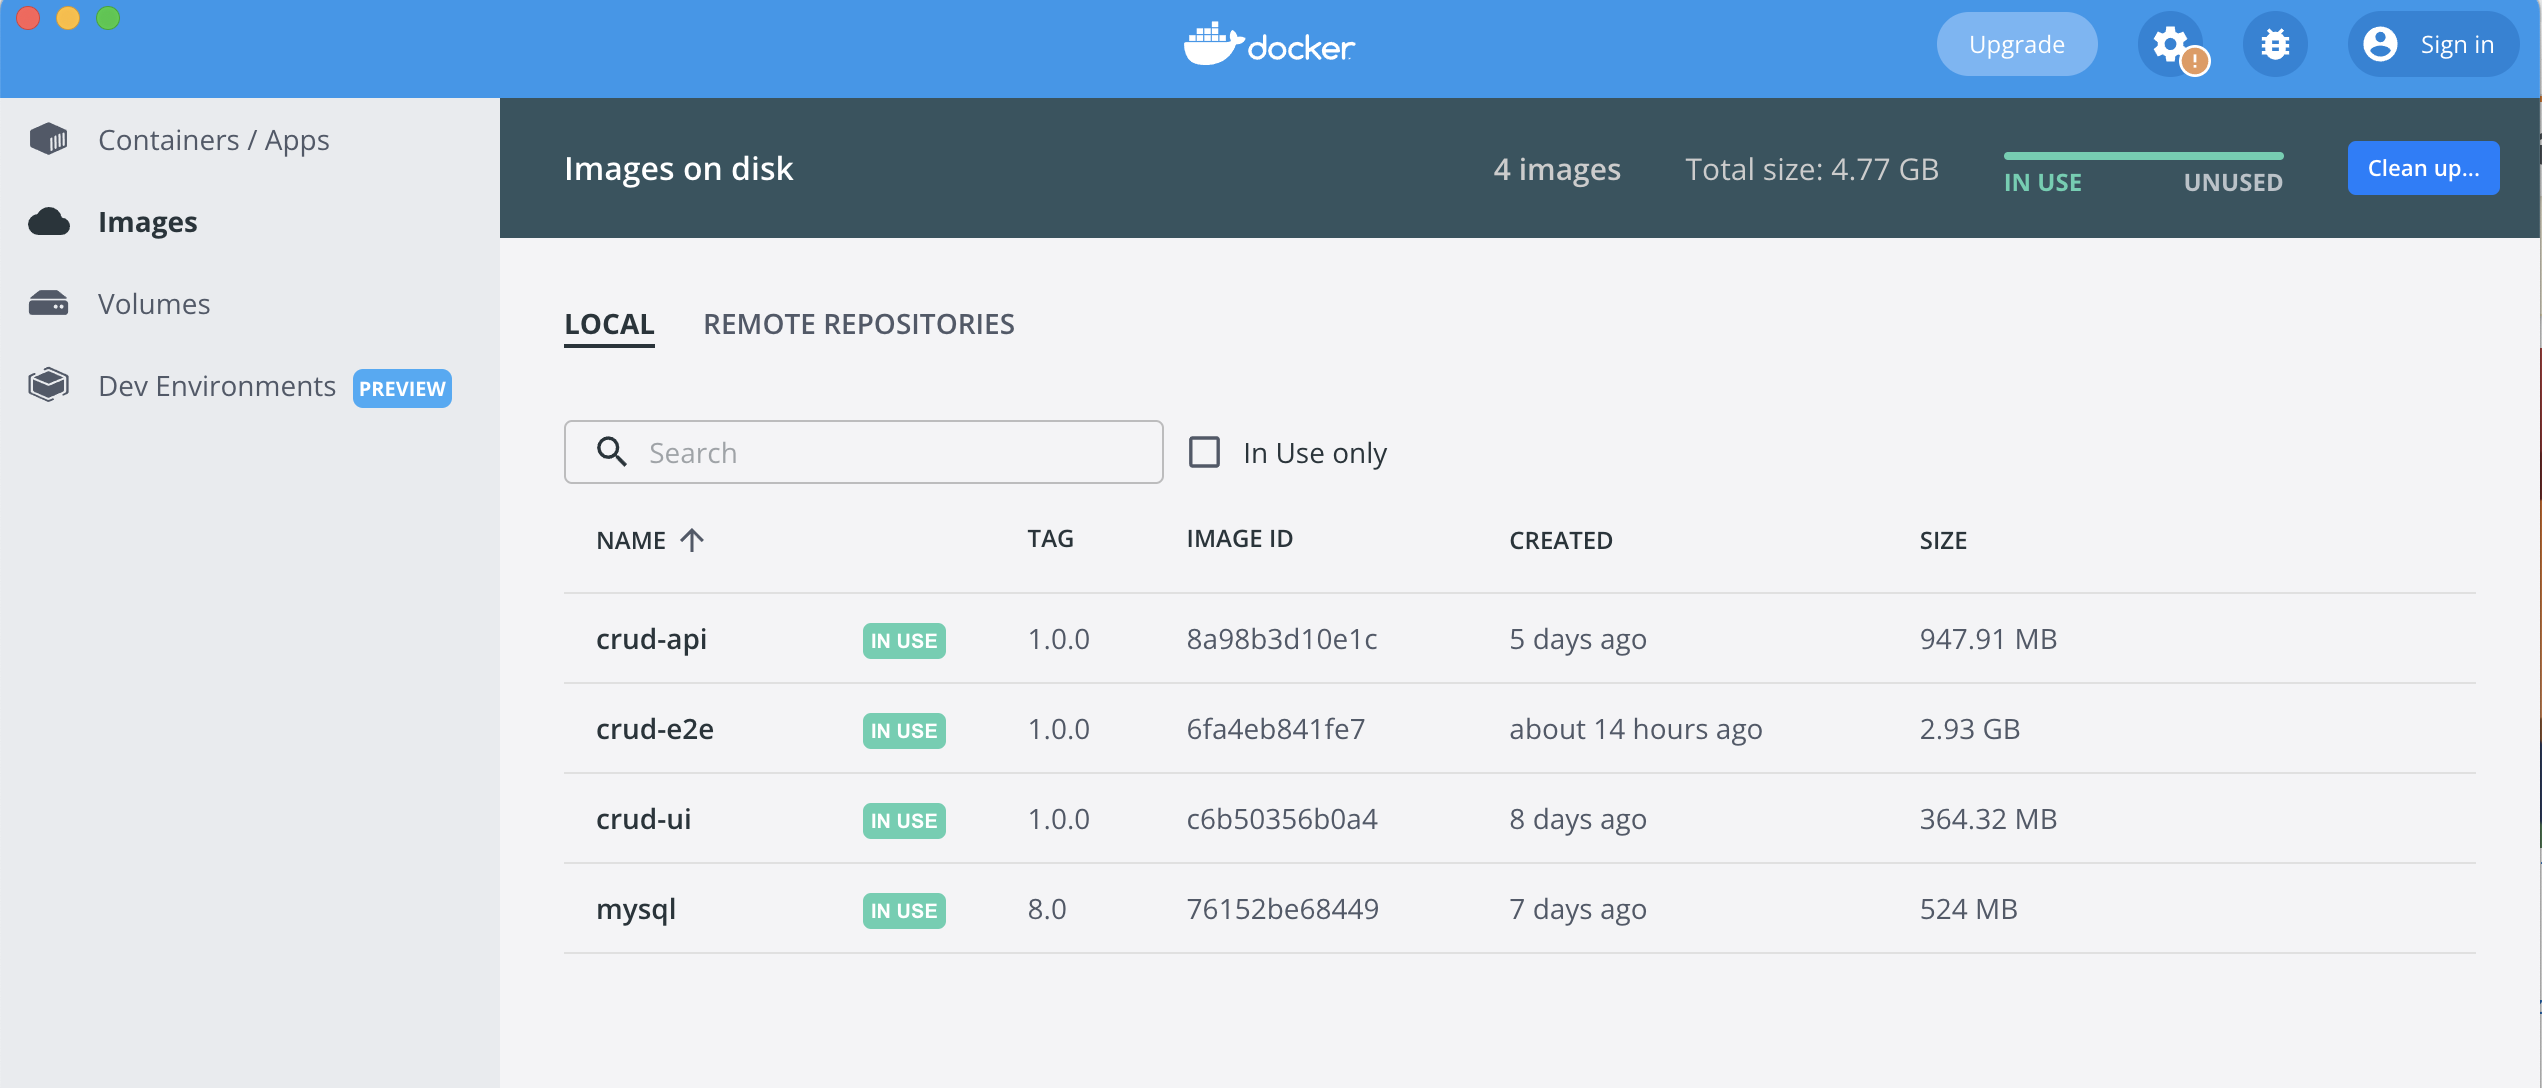 docker
Upgrade
Sign in
Containers / Apps
Images
Volumes
Dev Environments PREVIEW
Images on disk
4 images
Total size: 4.77 GB
IN USE UNUSED
Clean up...
LOCAL REMOTE REPOSITORIES
Search
In Use only
NAME TAG IMAGE ID CREATED SIZE
crud-api IN USE 1.0.0 8a98b3d10e1c 5 days ago 947.91 MB
crud-e2e IN USE 1.0.0 6fa4eb841fe7 about 14 hours ago 2.93 GB
crud-ui IN USE 1.0.0 c6b50356b0a4 8 days ago 364.32 MB
mysql IN USE 8.0 76152be68449 7 days ago 524 MB